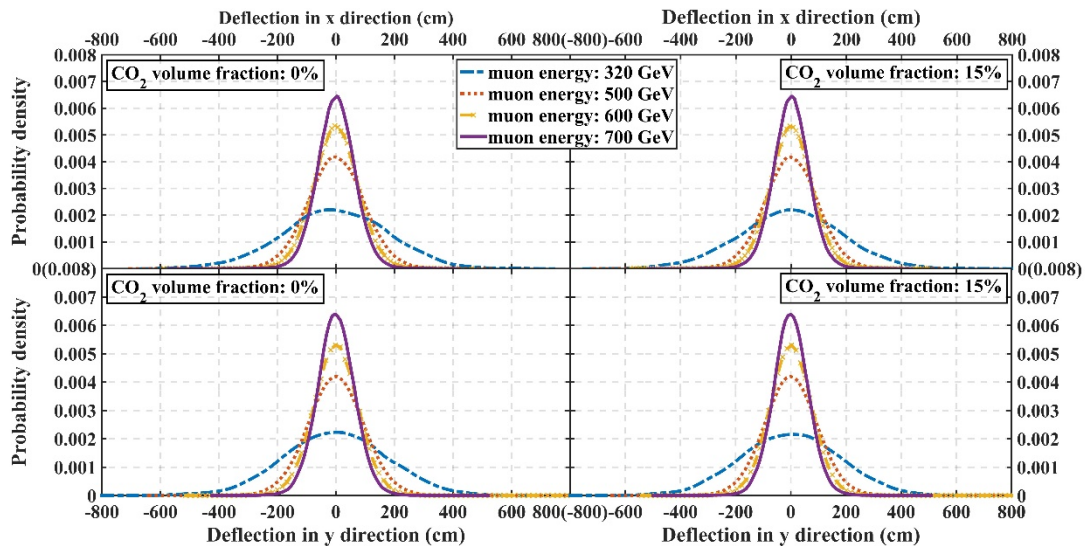 Deflection in x direction (cm) Deflection in x direction (cm)
-800 -600 -400 -200 0 200 400 600 800 -800(-800) -600 -400 -200 0 200 400 600 800
0.008 0.008
CO2 volume fraction: 0% muon energy: 320 GeV CO2 volume fraction: 15%
0.007 muon energy: 500 GeV 0.007
muon energy: 600 GeV
muon energy: 700 GeV
0.006 0.006
0.005 0.005
0.004 0.004
0.003 0.003
0.002 0.002
0.001 0.001
Probability density
0(0.008) 0(0.008)
CO2 volume fraction: 0% CO2 volume fraction: 15%
0.007 0.007
0.006 0.006
0.005 0.005
0.004 0.004
0.003 0.003
0.002 0.002
0.001 0.001
0 0
Probability density
-800 -600 -400 -200 0 200 400 600 800(-800) -600 -400 -200 0 200 400 600 800
Deflection in y direction (cm) Deflection in y direction (cm)